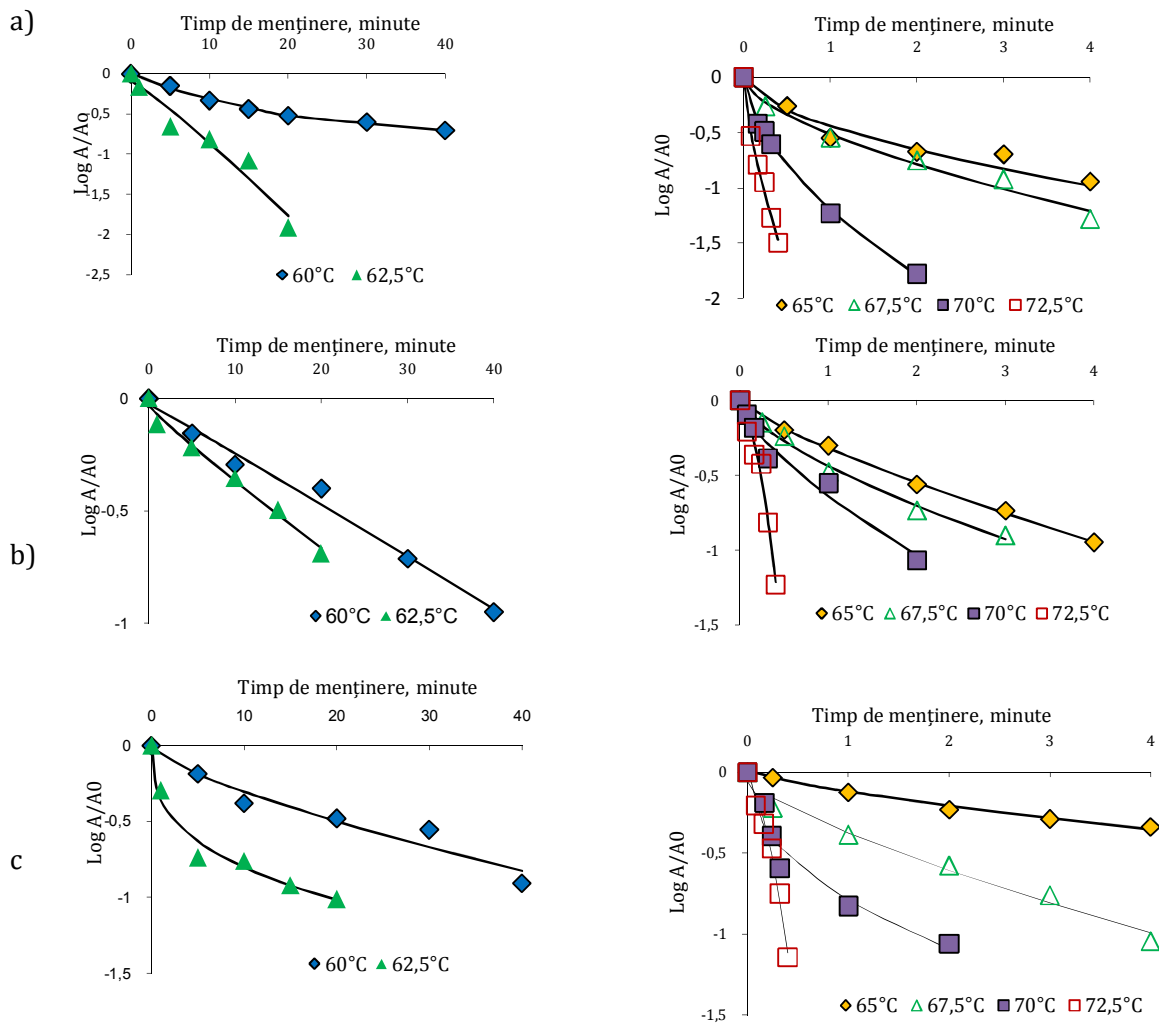 a)
Timp de menținere, minute
0 10 20 30 40
0
-0,5
-1
-1,5
-2
-2,5
Log A/Ao
60°C 62,5°C
Timp de menținere, minute
0 1 2 3 4
0
-0,5
-1
-1,5
-2
Log A/A0
65°C 67,5°C 70°C 72,5°C
b)
Timp de menținere, minute
0 10 20 30 40
0
-0,5
-1
Log A/A0
60°C 62,5°C
Timp de menținere, minute
0 1 2 3 4
0
-0,5
-1
-1,5
Log A/A0
65°C 67,5°C 70°C 72,5°C
c
Timp de menținere, minute
0 10 20 30 40
0
-0,5
-1
-1,5
Log A/A0
60°C 62,5°C
Timp de menținere, minute
0 1 2 3 4
0
-0,5
-1
-1,5
Log A/A0
65°C 67,5°C 70°C 72,5°C